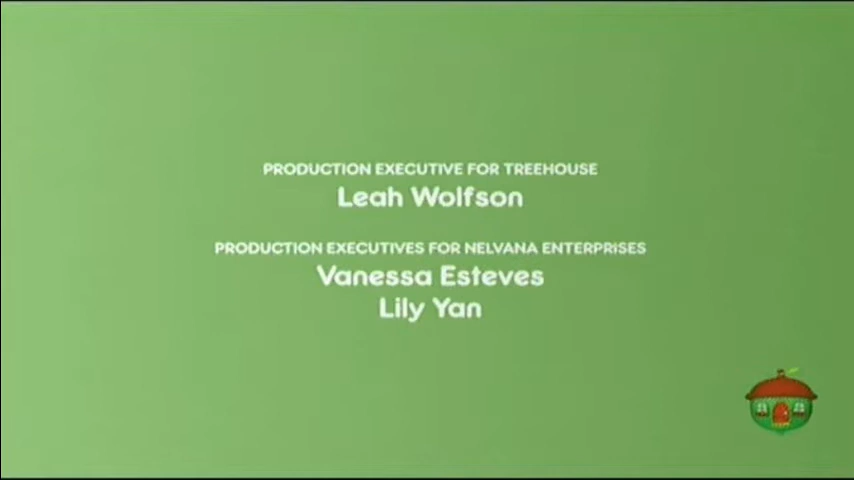 PRODUCTION EXECUTIVE FOR TREEHOUSE
Leah Wolfson
PRODUCTION EXECUTIVES FOR NELVANA ENTERPRISES
Vanessa Esteves
Lily Yan